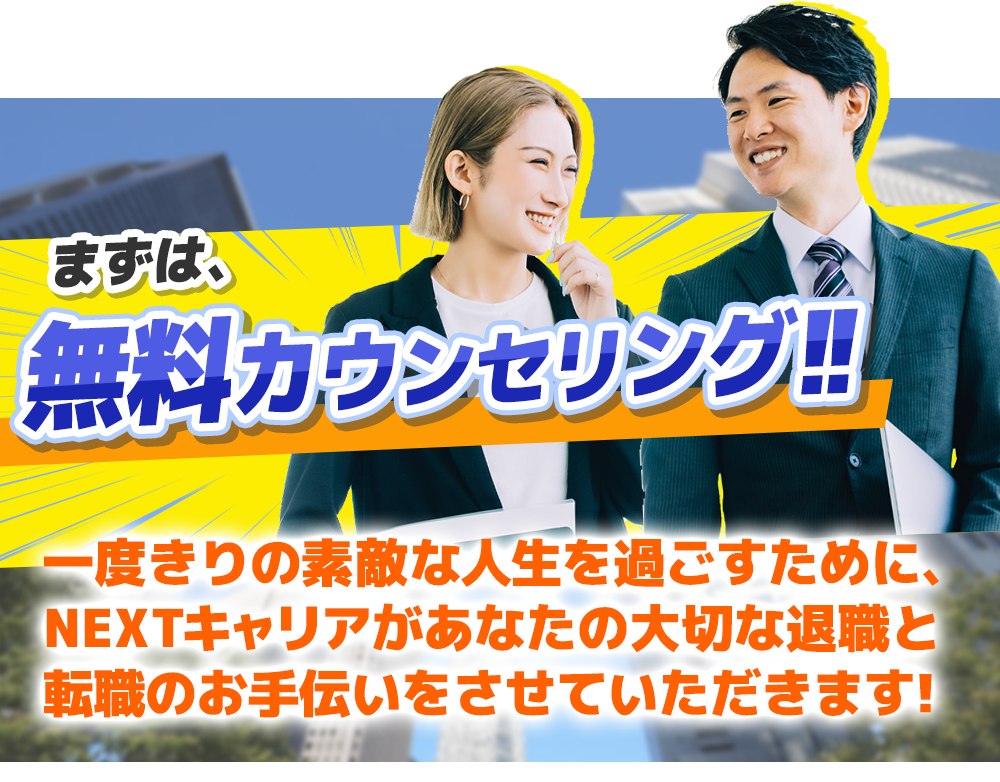 まずは、
無料カウンセリング!!
一度きりの素敵な人生を過ごすために、
NEXTキャリアがあなたの大切な退職と
転職のお手伝いをさせていただきます!